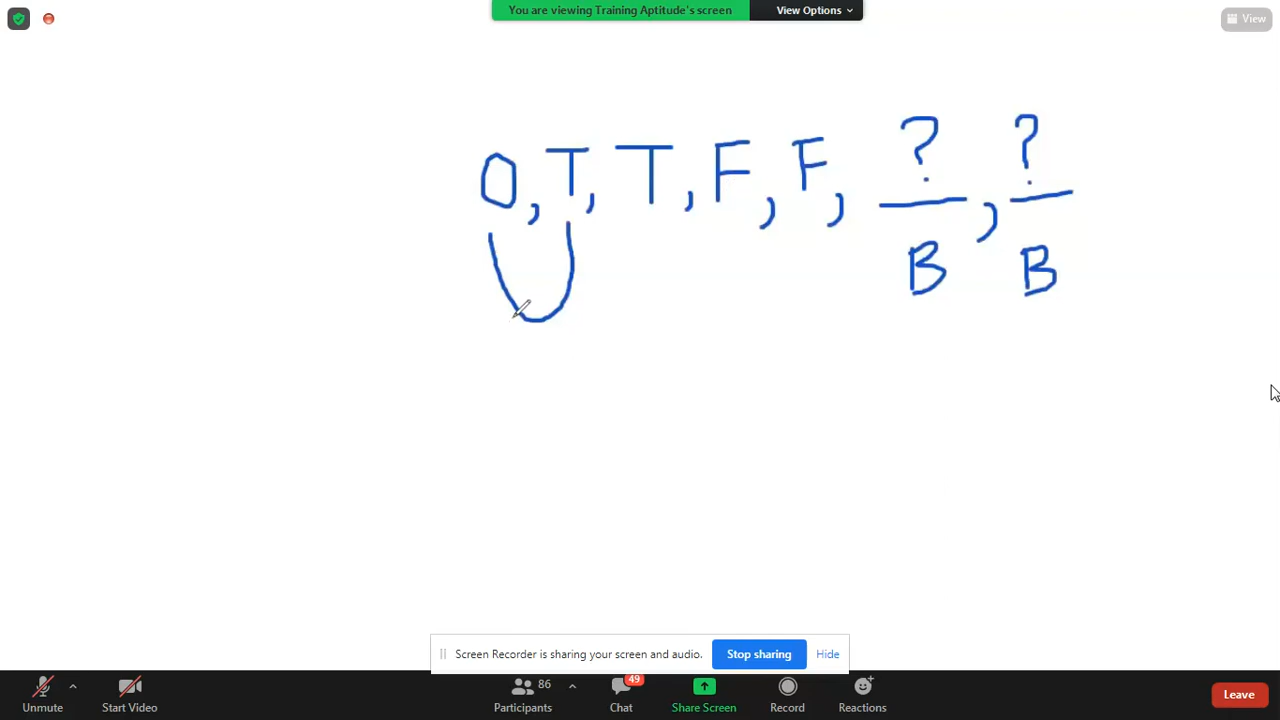 You are viewing Training Aptitude's screen
View Options
View
O, T, T, F, F, ?, ?
B B
Screen Recorder is sharing your screen and audio.
Stop sharing
Hide
Unmute
Start Video
86
Participants
49
Chat
Share Screen
Record
Reactions
Leave